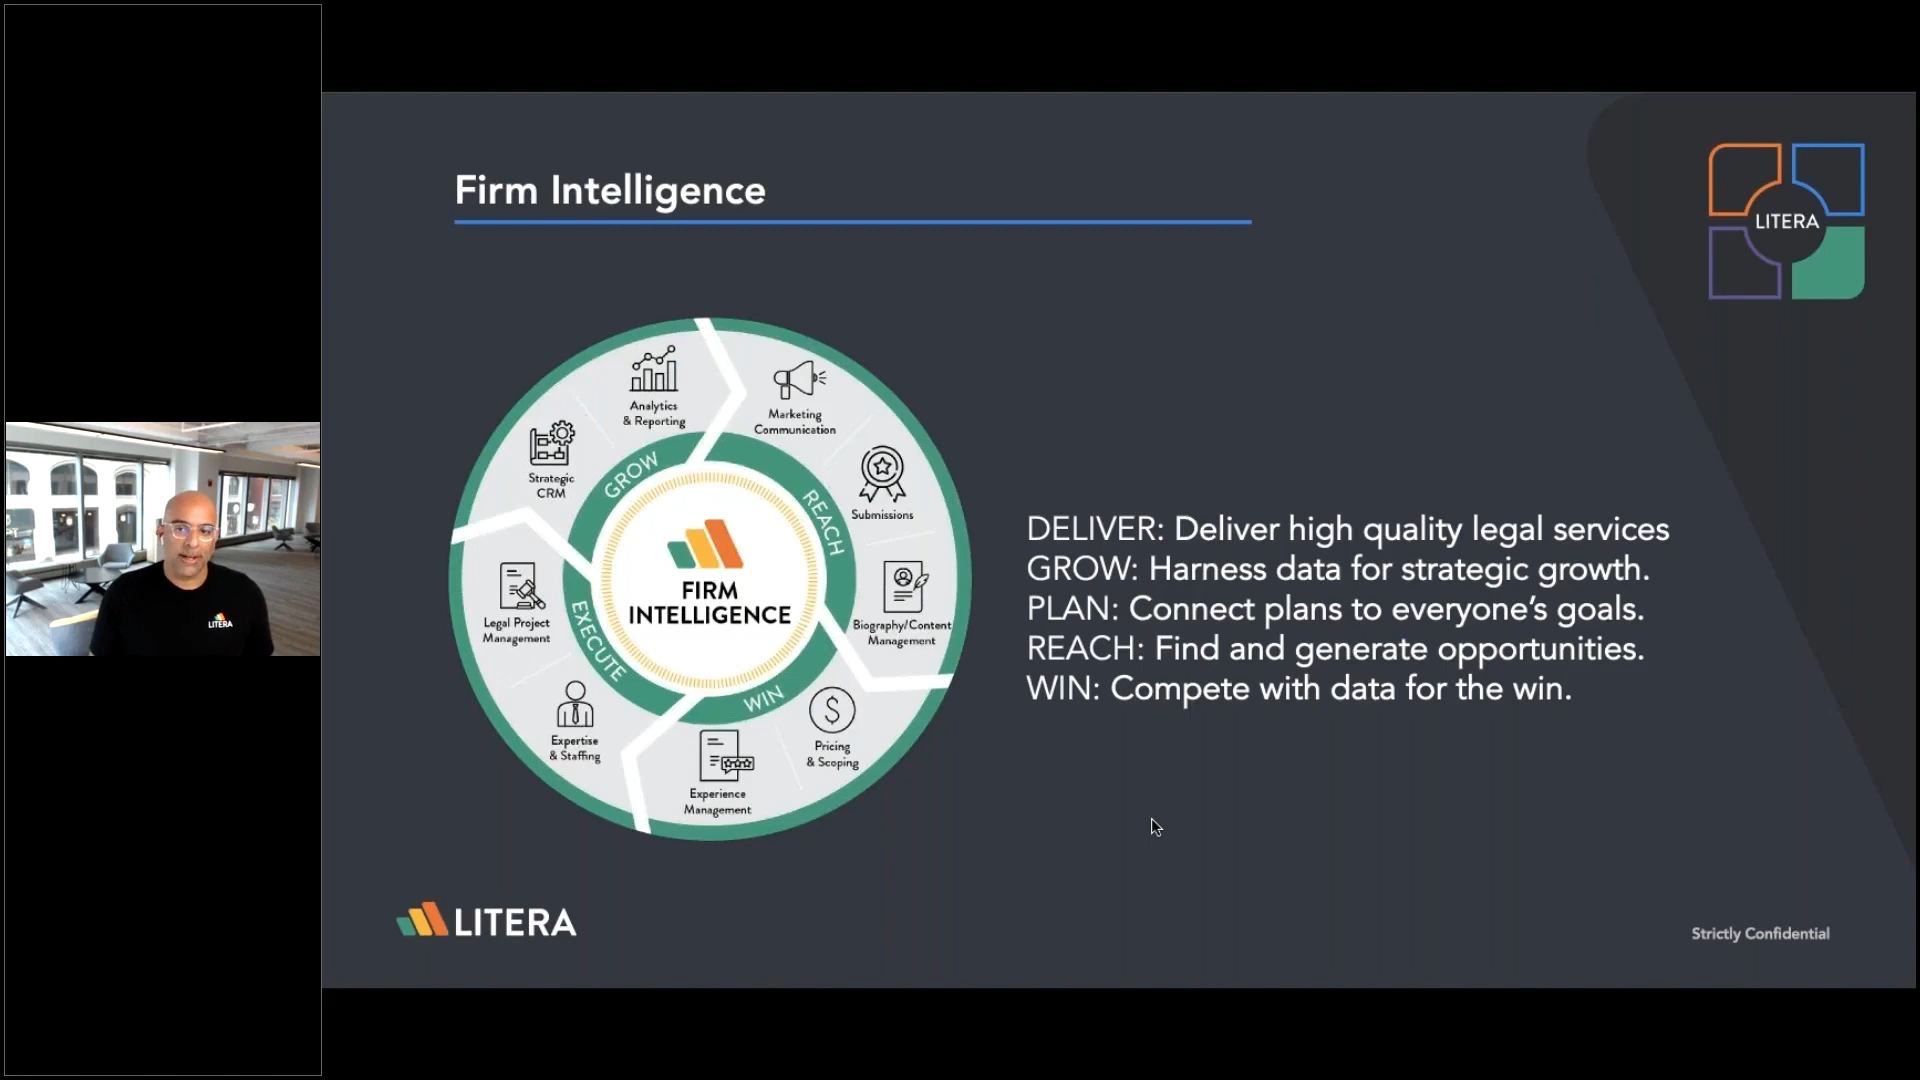 Firm Intelligence
LITERA
Analytics
& Reporting
Marketing
Communication
Strategic
CRM
Submissions
GROW
REACH
FIRM
INTELLIGENCE
Legal Project
Management
Biography/Content
Management
EXECUTE
WIN
Expertise
& Staffing
Experience
Management
Pricing
& Scoping
DELIVER: Deliver high quality legal services
GROW: Harness data for strategic growth.
PLAN: Connect plans to everyone’s goals.
REACH: Find and generate opportunities.
WIN: Compete with data for the win.
LITERA
LITERA
Strictly Confidential